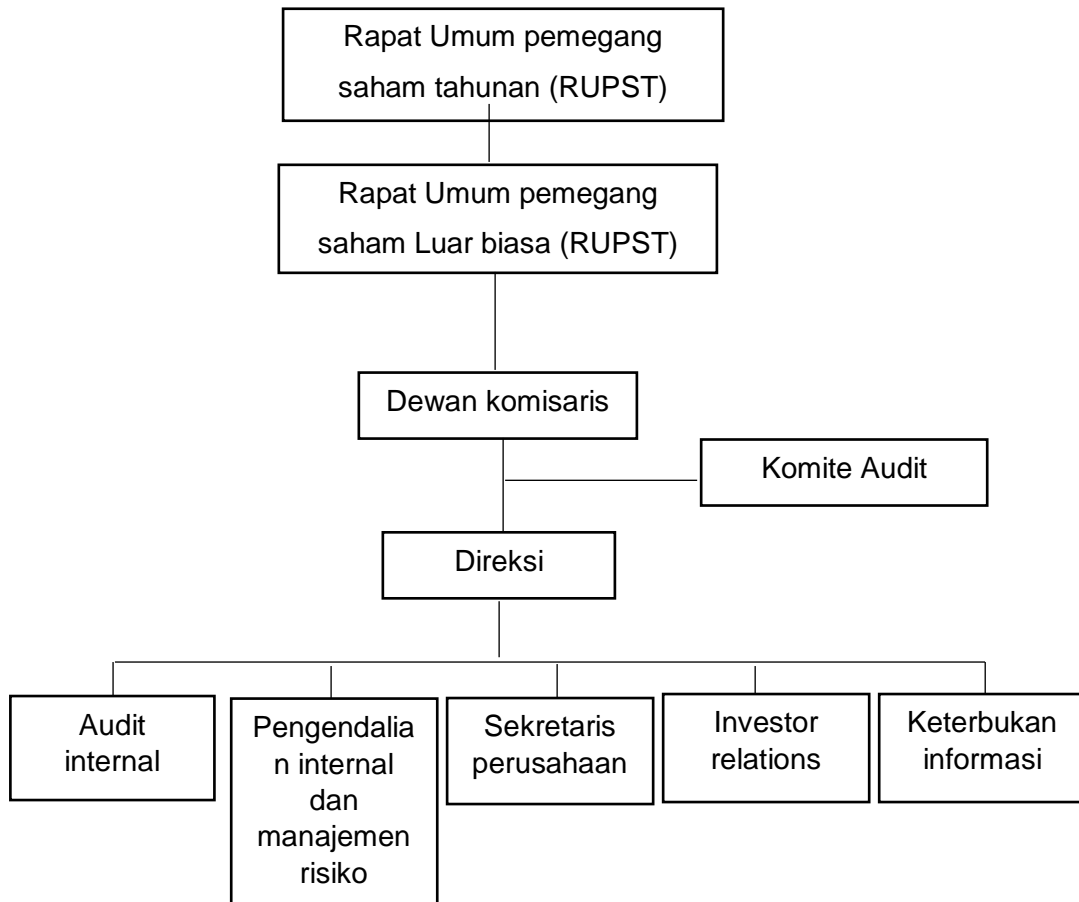 Rapat Umum pemegang
saham tahunan (RUPST)
Rapat Umum pemegang
saham Luar biasa (RUPST)
Dewan komisaris
Komite Audit
Direksi
Audit
internal
Pengendalia
n internal
dan
manajemen
risiko
Sekretaris
perusahaan
Investor
relations
Keterbukan
informasi